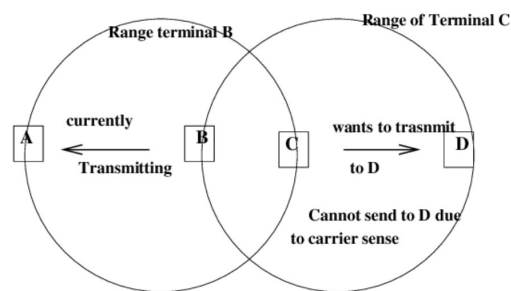 Range terminal B
Range of Terminal C
currently
wants to trasnmit
A
B
C
D
Transmitting
to D
Cannot send to D due
to carrier sense